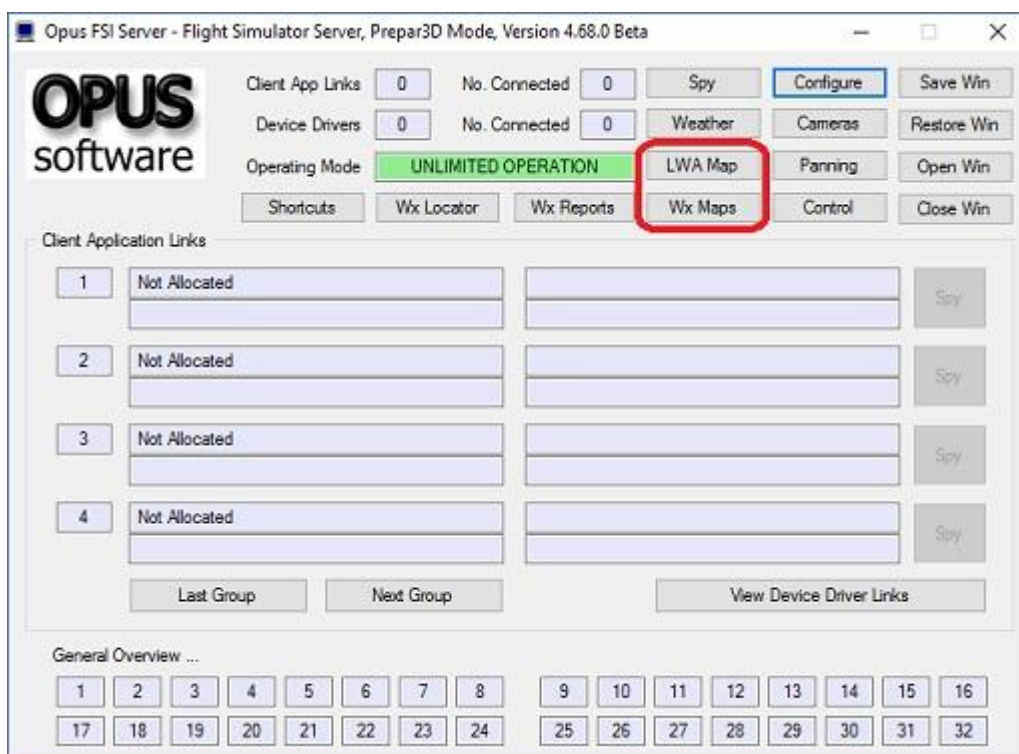 Opus FSI Server - Flight Simulator Server, Prepar3D Mode, Version 4.68.0 Beta
OPUS
software
Client App Links 0 No. Connected 0 Spy Configure Save Win
Device Drivers 0 No. Connected 0 Weather Cameras Restore Win
Operating Mode UNLIMITED OPERATION LWA Map Panning Open Win
Shortcuts Wx Locator Wx Reports Wx Maps Control Close Win
Client Application Links
1 Not Allocated Spy
2 Not Allocated Spy
3 Not Allocated Spy
4 Not Allocated Spy
Last Group Next Group View Device Driver Links
General Overview ...
1 2 3 4 5 6 7 8 9 10 11 12 13 14 15 16
17 18 19 20 21 22 23 24 25 26 27 28 29 30 31 32